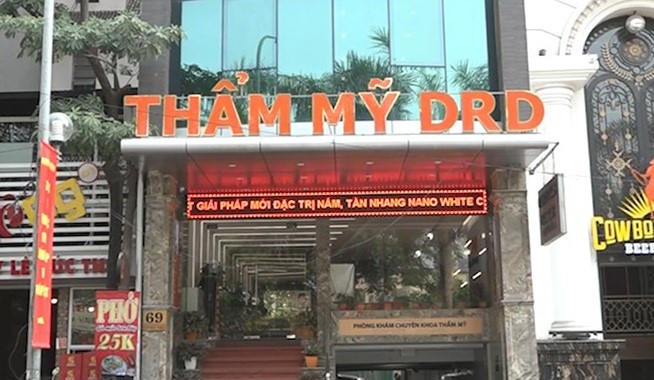 THẨM MỸ DRD
T GIẢI PHÁP MỚI ĐẶC TRỊ NÁM, TÀN NHANG NANO WHITE C
COWBO
BEE
PHỞ
25K
69
PHÒNG KHÁM CHUYÊN KHOA THẨM MỸ